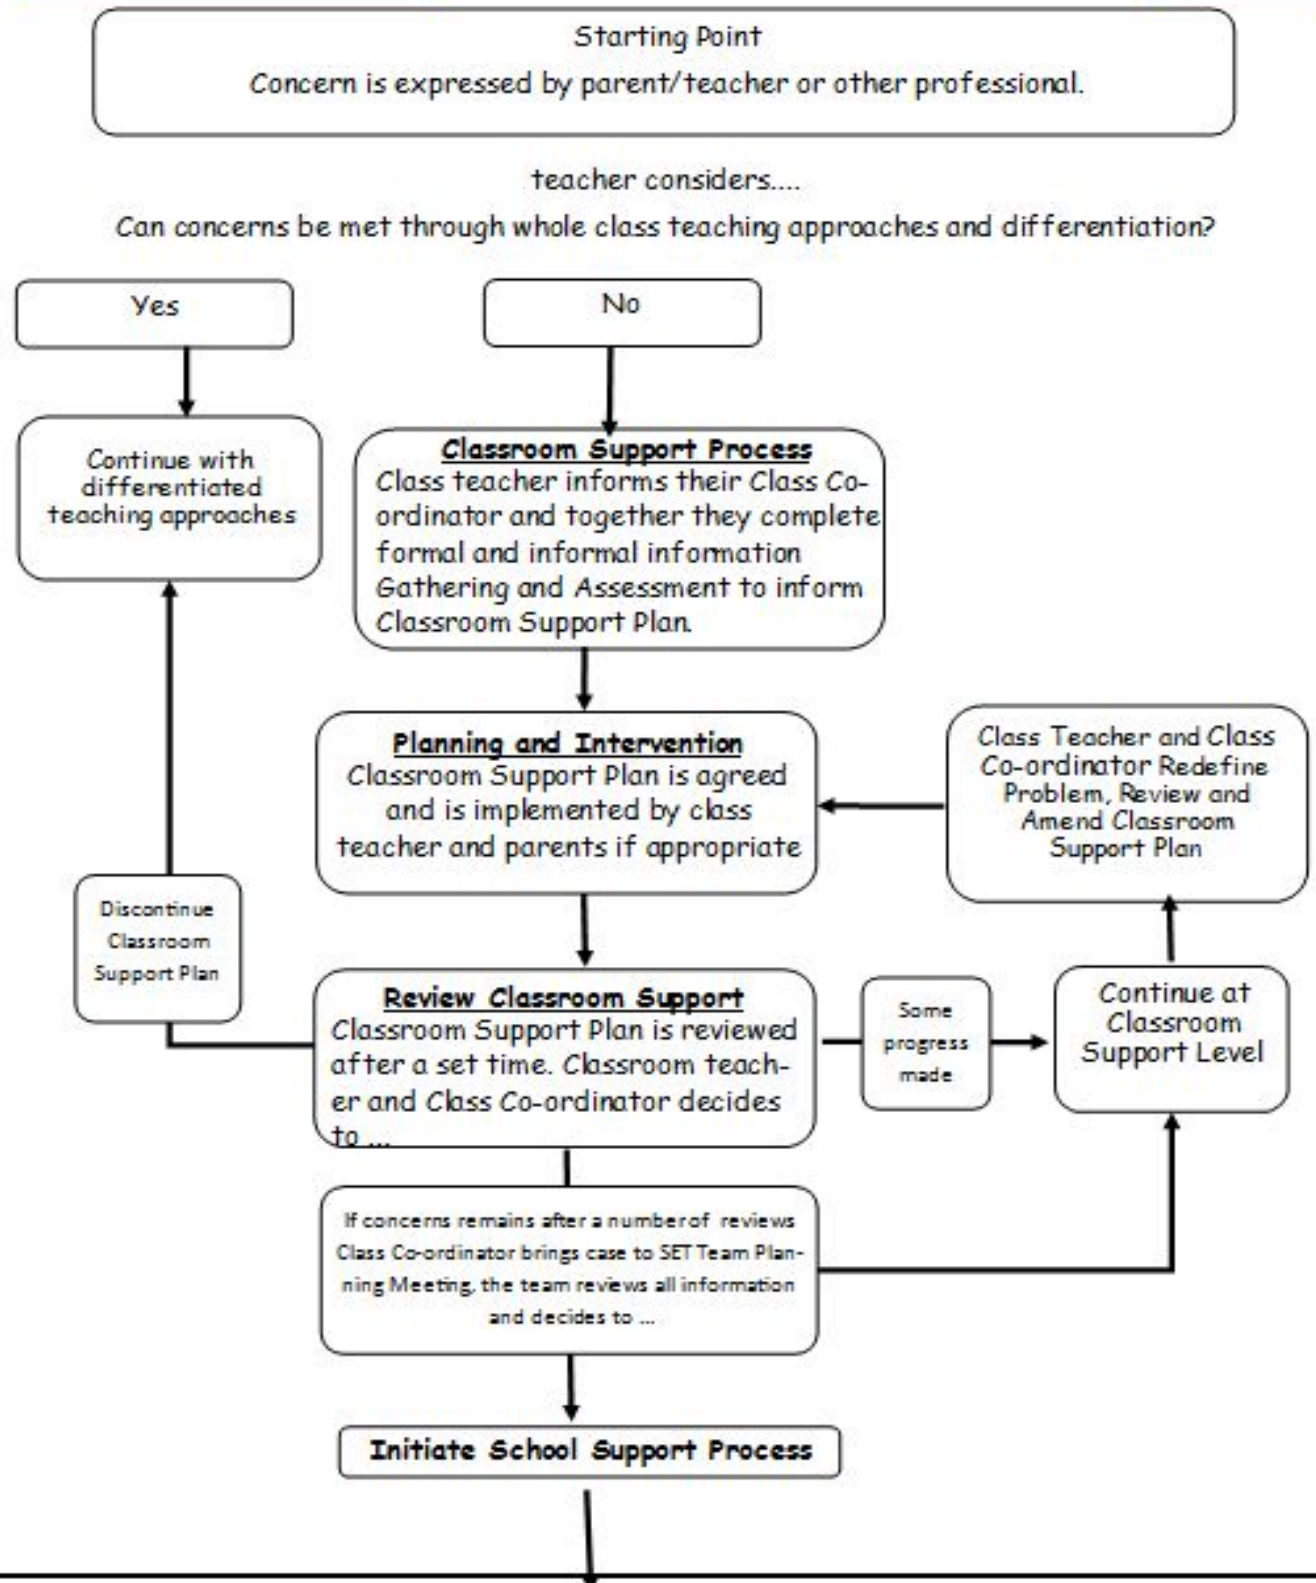 Starting Point
Concern is expressed by parent/teacher or other professional.
teacher considers....
Can concerns be met through whole class teaching approaches and differentiation?
Yes
No
Continue with
differentiated
teaching approaches
Classroom Support Process
Class teacher informs their Class Co-
ordinator and together they complete
formal and informal information
Gathering and Assessment to inform
Classroom Support Plan.
Planning and Intervention
Classroom Support Plan is agreed
and is implemented by class
teacher and parents if appropriate
Class Teacher and Class
Co-ordinator Redefine
Problem, Review and
Amend Classroom
Support Plan
Discontinue
Classroom
Support Plan
Review Classroom Support
Classroom Support Plan is reviewed
after a set time. Classroom teach-
er and Class Co-ordinator decides
to ...
Some
progress
made
Continue at
Classroom
Support Level
If concerns remains after a number of reviews
Class Co-ordinator brings case to SET Team Plan-
ning Meeting, the team reviews all information
and decides to ...
Initiate School Support Process